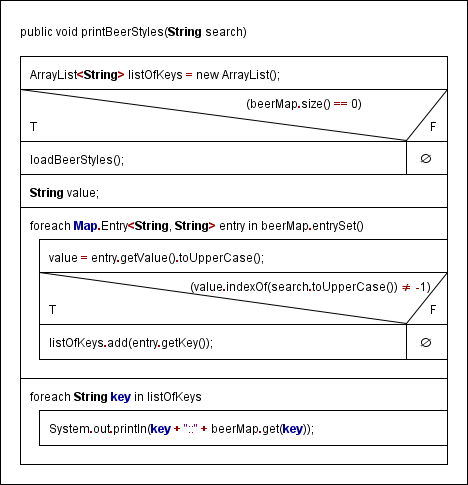 public void printBeerStyles(String search)
ArrayList<String> listOfKeys = new ArrayList();
(beerMap.size() == 0)
T F
loadBeerStyles(); ∅
String value;
foreach Map.Entry<String, String> entry in beerMap.entrySet()
value = entry.getValue().toUpperCase();
(value.indexOf(search.toUpperCase()) ≠ -1)
T F
listOfKeys.add(entry.getKey()); ∅
foreach String key in listOfKeys
System.out.println(key + "::" + beerMap.get(key));